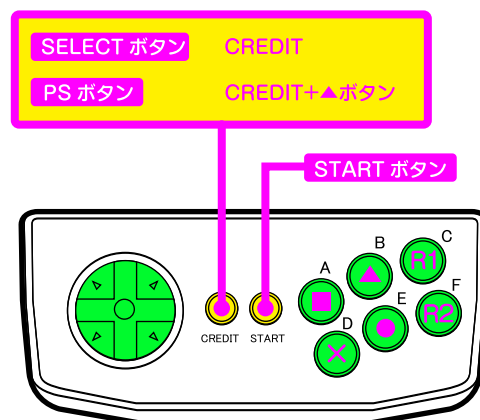 SELECT ボタン CREDIT
PS ボタン CREDIT+▲ボタン
START ボタン
C
B R1
A ▲ F
■ E R2
CREDIT START D ●
×